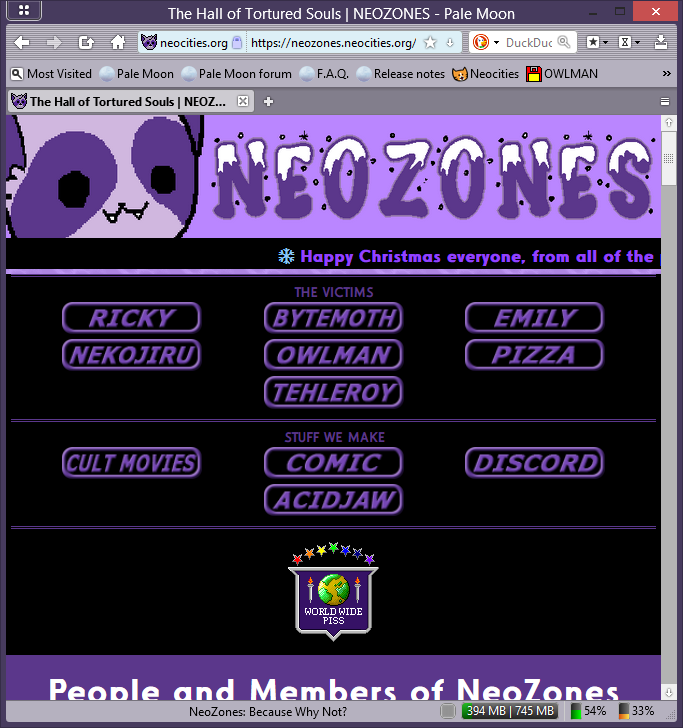 The Hall of Tortured Souls | NEOZONES - Pale Moon
neocities.org https://neozones.neocities.org/ DuckDuc
Most Visited Pale Moon Pale Moon forum F.A.Q. Release notes Neocities OWLMAN »
The Hall of Tortured Souls | NEOZ...
NEOZONES
Happy Christmas everyone, from all of the
THE VICTIMS
RICKY BYTEMOTH EMILY
NEKOJIRU OWLMAN PIZZA
TEHLEROY
STUFF WE MAKE
CULT MOVIES COMIC DISCORD
ACIDJAW
WORLD WIDE
PISS
People and Members of NeoZones
NeoZones: Because Why Not? 394 MB | 745 MB 54% 33%